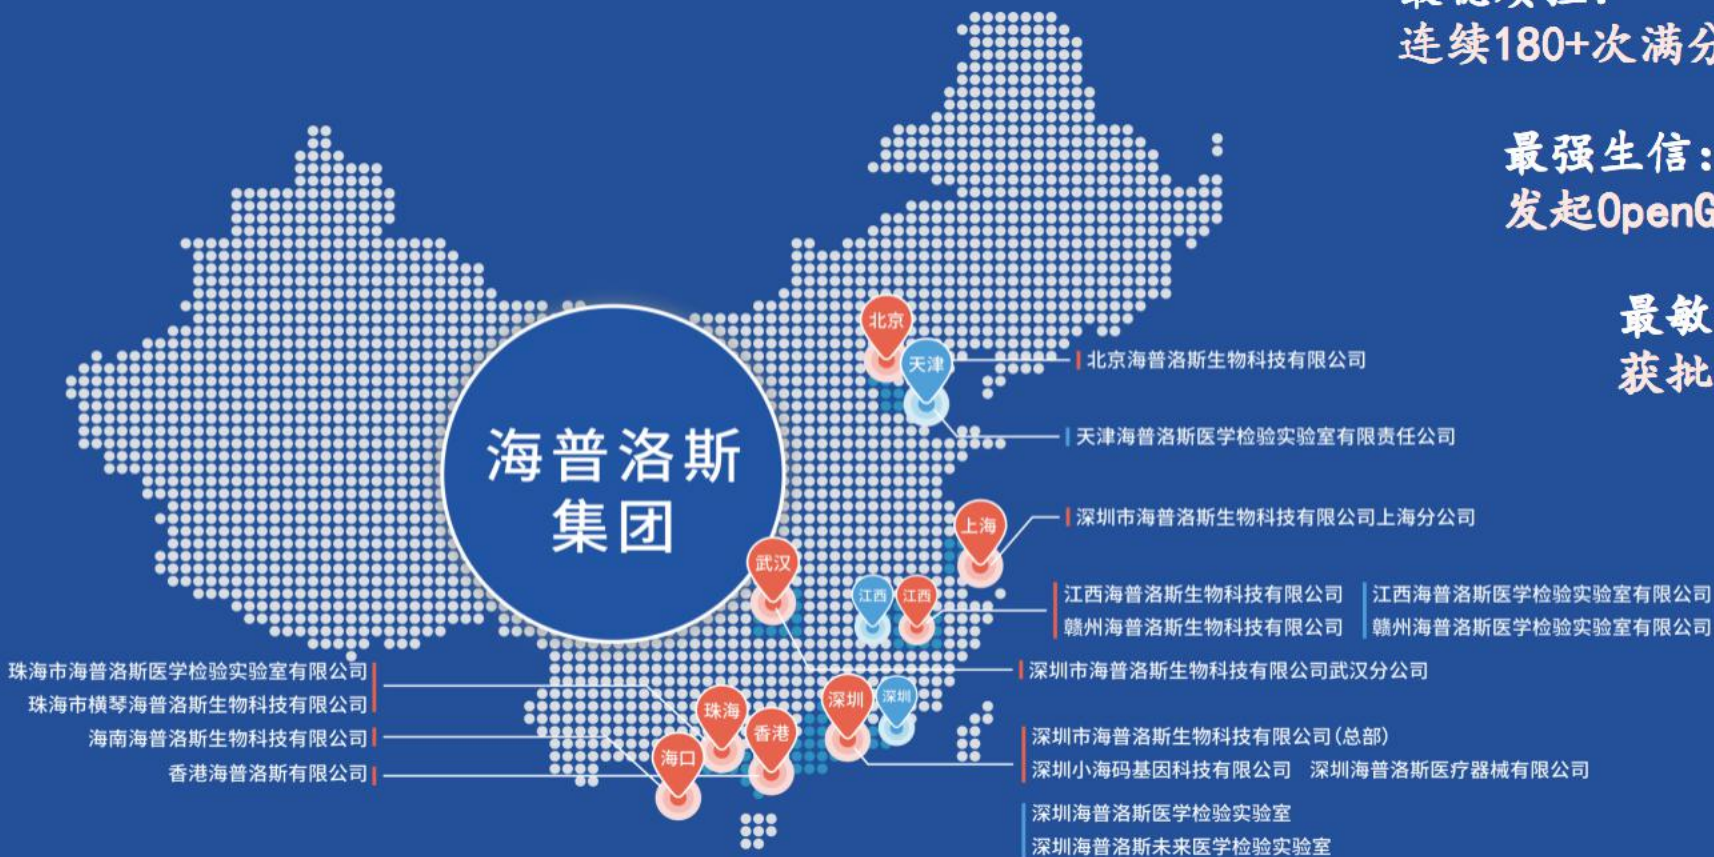 连续180+次满分
最强生信：
发起OpenG
最敏
获批
北京
天津
北京海普洛斯生物科技有限公司
天津海普洛斯医学检验实验室有限责任公司
海普洛斯
集团
上海
深圳市海普洛斯生物科技有限公司上海分公司
武汉
江西
江西
江西海普洛斯生物科技有限公司
江西海普洛斯医学检验实验室有限公司
赣州海普洛斯生物科技有限公司
赣州海普洛斯医学检验实验室有限公司
深圳市海普洛斯生物科技有限公司武汉分公司
珠海市海普洛斯医学检验实验室有限公司
珠海市横琴海普洛斯生物科技有限公司
海南海普洛斯生物科技有限公司
香港海普洛斯有限公司
珠海
香港
海口
深圳
深圳
深圳市海普洛斯生物科技有限公司(总部)
深圳小海码基因科技有限公司 深圳海普洛斯医疗器械有限公司
深圳海普洛斯医学检验实验室
深圳海普洛斯未来医学检验实验室